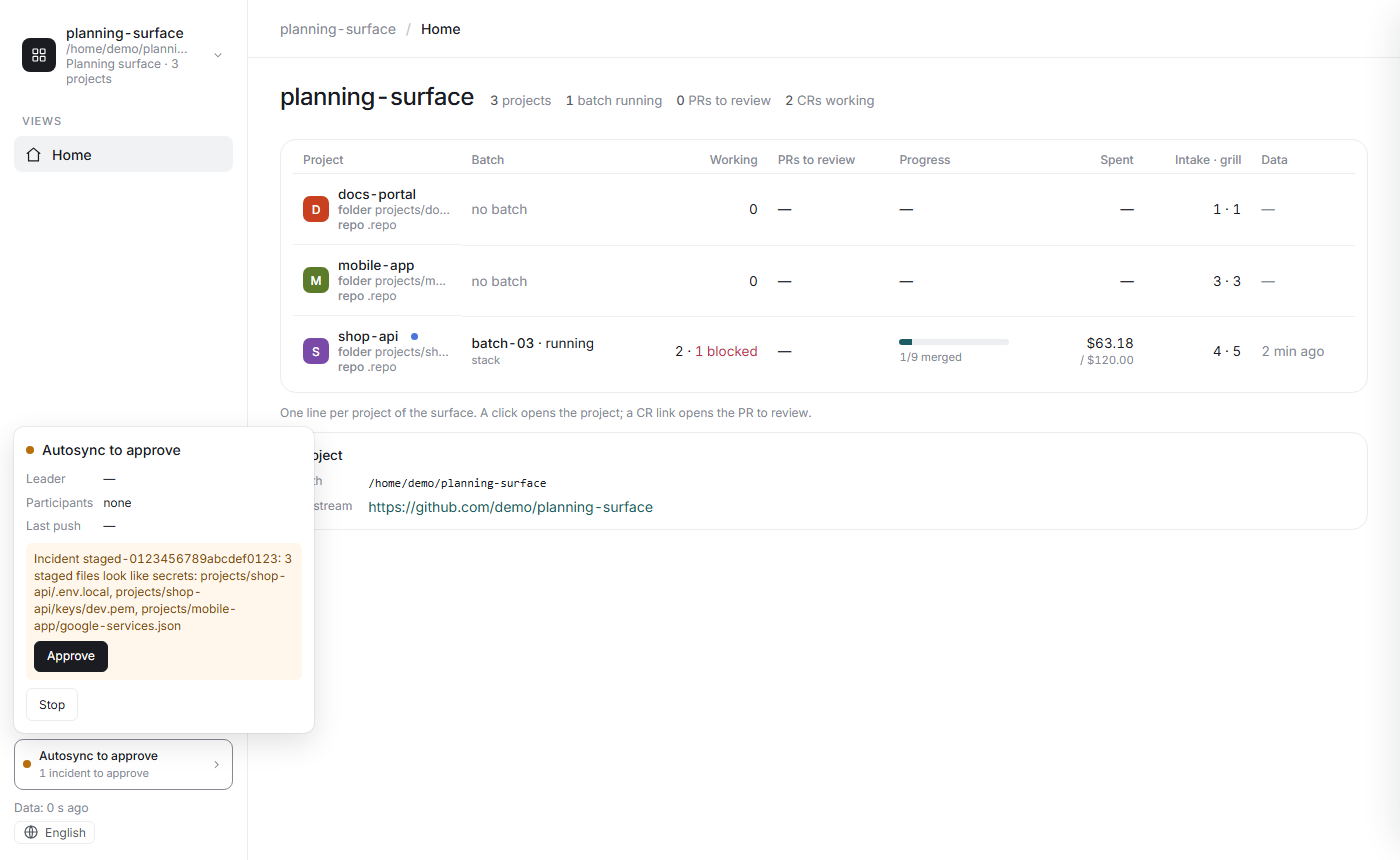 planning-surface
/home/demo/planni...
Planning surface · 3
projects
VIEWS
Home
planning-surface / Home
planning-surface 3 projects 1 batch running 0 PRs to review 2 CRs working
Project Batch Working PRs to review Progress Spent Intake · grill Data
docs-portal
D folder projects/do... no batch 0 — — — 1 · 1 —
repo .repo
mobile-app
M folder projects/m... no batch 0 — — — 3 · 3 —
repo .repo
shop-api
S folder projects/sh...
repo .repo
batch-03 · running
stack
2 · 1 blocked
—
1/9 merged
$63.18
/ $120.00
4 · 5
2 min ago
One line per project of the surface. A click opens the project; a CR link opens the PR to review.
oject
th /home/demo/planning-surface
stream https://github.com/demo/planning-surface
Autosync to approve
Leader —
Participants none
Last push —
Incident staged-0123456789abcdef0123: 3
staged files look like secrets: projects/shop-
api/.env.local, projects/shop-
api/keys/dev.pem, projects/mobile-
app/google-services.json
Approve
Stop
Autosync to approve
1 incident to approve
Data: 0 s ago
English